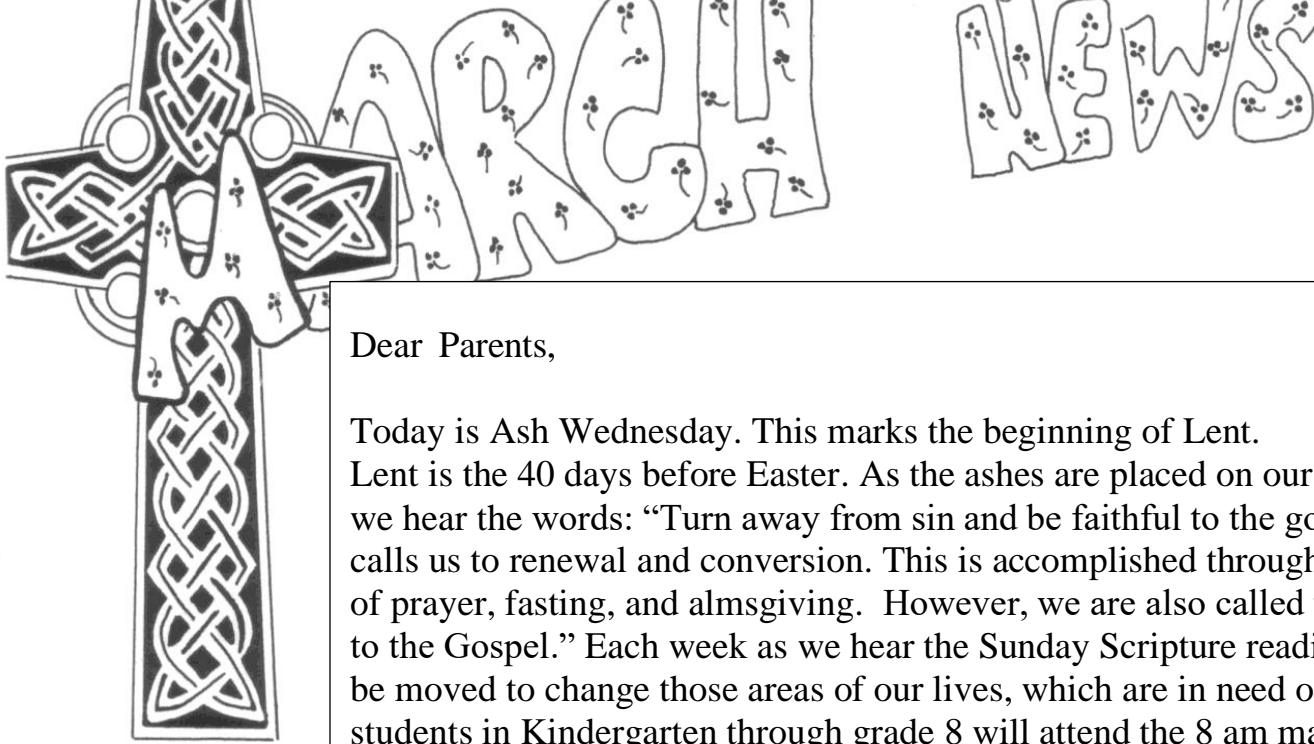 MARCH NEWS
Dear Parents,
Today is Ash Wednesday. This marks the beginning of Lent.
Lent is the 40 days before Easter. As the ashes are placed on our
we hear the words: “Turn away from sin and be faithful to the go
calls us to renewal and conversion. This is accomplished through
of prayer, fasting, and almsgiving. However, we are also called
to the Gospel.” Each week as we hear the Sunday Scripture readi
be moved to change those areas of our lives, which are in need o
students in Kindergarten through grade 8 will attend the 8 am ma